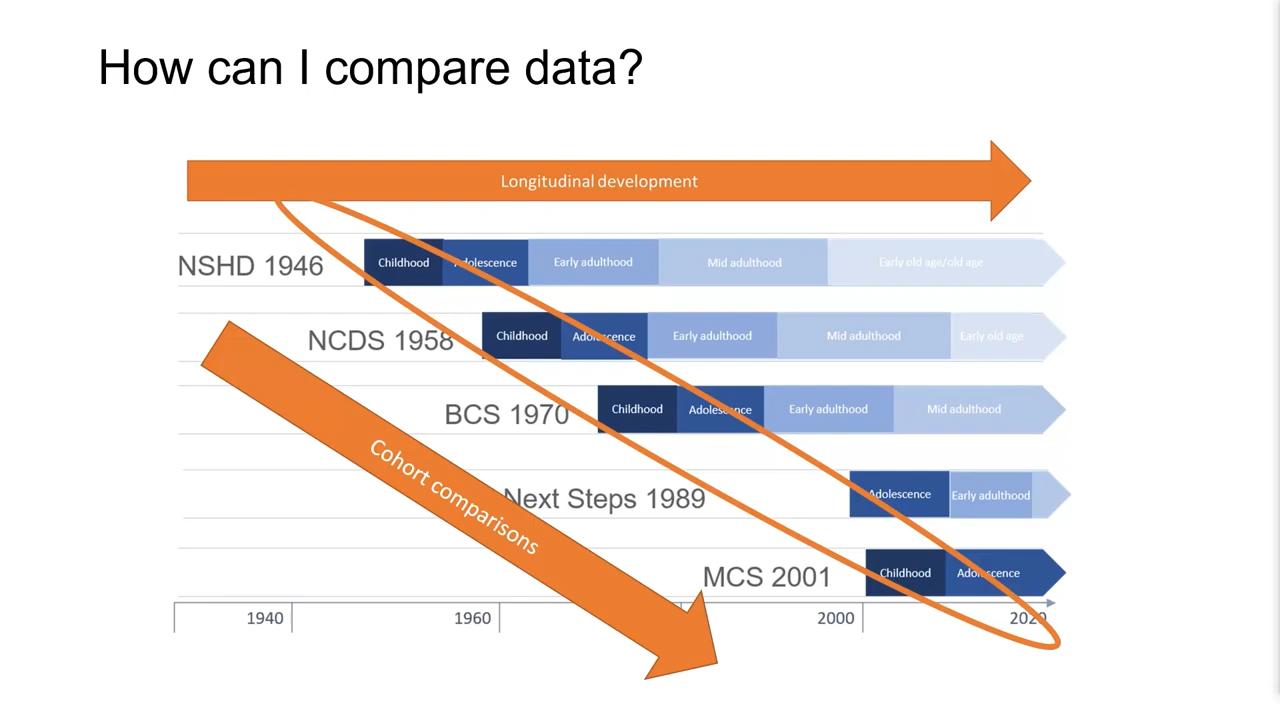 How can I compare data?
Longitudinal development
NSHD 1946
Childhood
Adolescence
Early adulthood
Mid adulthood
Early old age/old age
NCDS 1958
Childhood
Adolescence
Early adulthood
Mid adulthood
Early old age
BCS 1970
Childhood
Adolescence
Early adulthood
Mid adulthood
Cohort comparisons
Next Steps 1989
Adolescence
Early adulthood
MCS 2001
Childhood
Adolescence
1940
1960
2000
2020